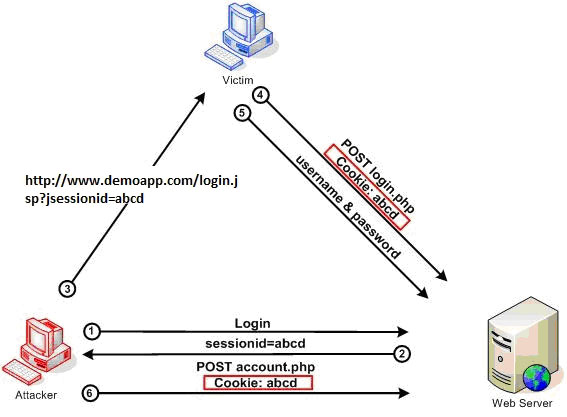 Victim
4
5
POST login.php
Cookie: abcd
username & password
http://www.demoapp.com/login.j
sp?jsessionid=abcd
3
1
Login
sessionid=abcd
2
POST account.php
6
Cookie: abcd
Attacker
Web Server